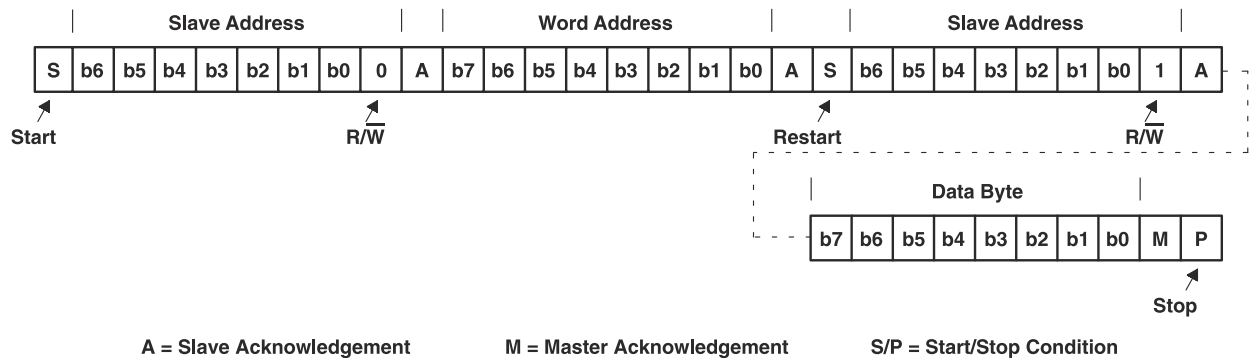 Slave Address Word Address Slave Address
S b6 b5 b4 b3 b2 b1 b0 0 A b7 b6 b5 b4 b3 b2 b1 b0 A S b6 b5 b4 b3 b2 b1 b0 1 A
Start R/W̅ Restart R/W̅
Data Byte
b7 b6 b5 b4 b3 b2 b1 b0 M P
Stop
A = Slave Acknowledgement M = Master Acknowledgement S/P = Start/Stop Condition